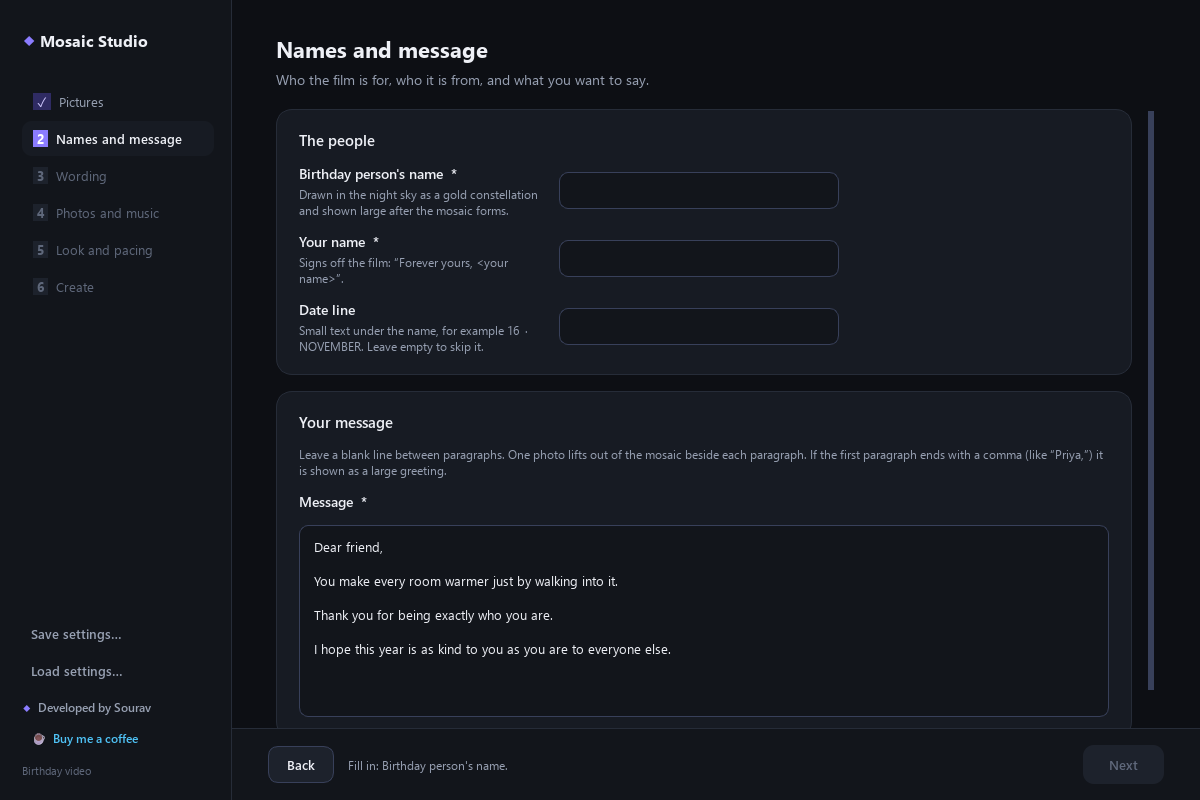 Mosaic Studio
✓ Pictures
2 Names and message
3 Wording
4 Photos and music
5 Look and pacing
6 Create
Save settings...
Load settings...
Developed by Sourav
Buy me a coffee
Birthday video
Names and message
Who the film is for, who it is from, and what you want to say.
The people
Birthday person's name *
Drawn in the night sky as a gold constellation
and shown large after the mosaic forms.
Your name *
Signs off the film: “Forever yours, <your
name>”.
Date line
Small text under the name, for example 16 ·
NOVEMBER. Leave empty to skip it.
Your message
Leave a blank line between paragraphs. One photo lifts out of the mosaic beside each paragraph. If the first paragraph ends with a comma (like “Priya,”) it
is shown as a large greeting.
Message *
Dear friend,
You make every room warmer just by walking into it.
Thank you for being exactly who you are.
I hope this year is as kind to you as you are to everyone else.
Back
Fill in: Birthday person's name.
Next